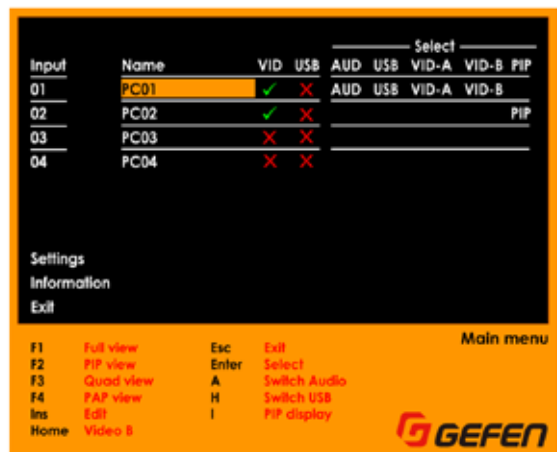 Select
Input Name VID USB AUD USB VID-A VID-B PIP
01 PC01 AUD USB VID-A VID-B
02 PC02 PIP
03 PC03
04 PC04
Settings
Information
Exit
Main menu
F1 Full view Esc Exit
F2 PIP view Enter Select
F3 Quad view A Switch Audio
F4 PAP view H Switch USB
Ins Edit I PIP display
Home Video B
GEFEN